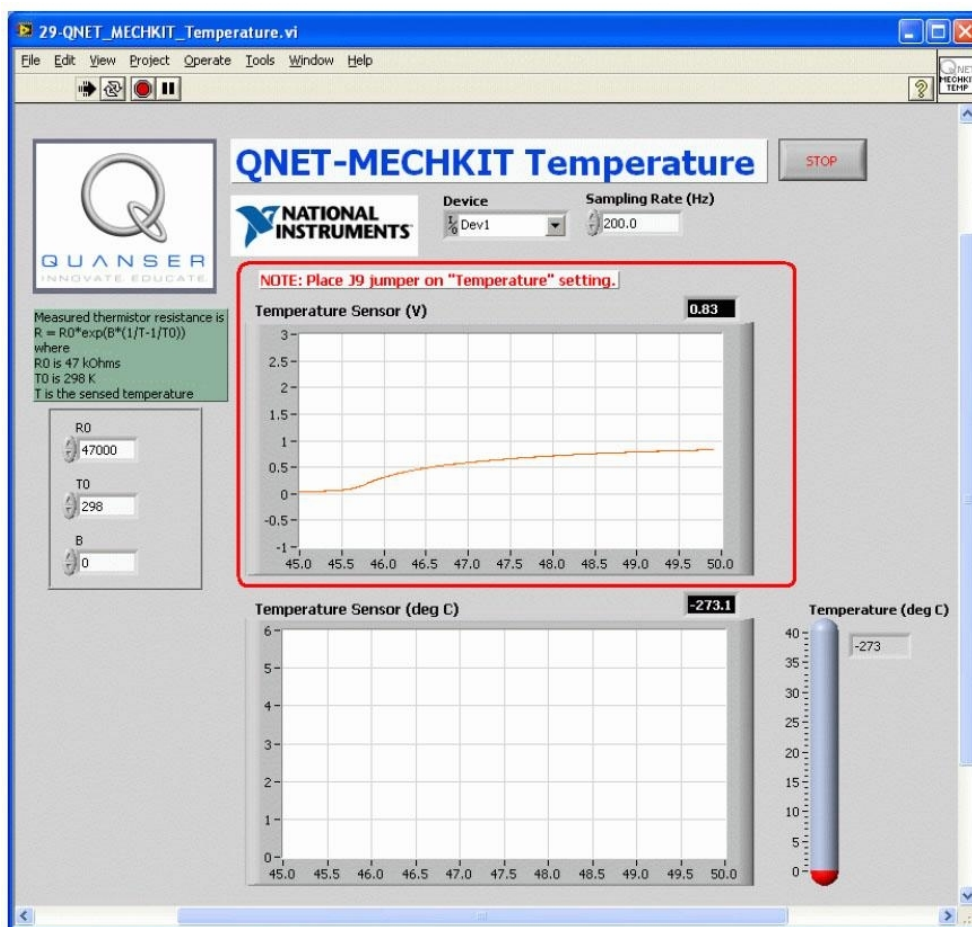 29-QNET_MECHKIT_Temperature.vi
File Edit View Project Operate Tools Window Help
QNET
MECHKIT
TEMP
QUANSER
INNOVATE. EDUCATE.
QNET-MECHKIT Temperature
STOP
NATIONAL
INSTRUMENTS
Device
Dev1
Sampling Rate (Hz)
200.0
NOTE: Place J9 jumper on "Temperature" setting.
Measured thermistor resistance is
R = R0*exp(B*(1/T-1/T0))
where
R0 is 47 kOhms
T0 is 298 K
T is the sensed temperature
R0
47000
T0
298
B
0
Temperature Sensor (V)
0.83
3
2.5
2
1.5
1
0.5
0
-0.5
-1
45.0 45.5 46.0 46.5 47.0 47.5 48.0 48.5 49.0 49.5 50.0
Temperature Sensor (deg C)
-273.1
6
5
4
3
2
1
0
45.0 45.5 46.0 46.5 47.0 47.5 48.0 48.5 49.0 49.5 50.0
Temperature (deg C)
-273
40
35
30
25
20
15
10
5
0